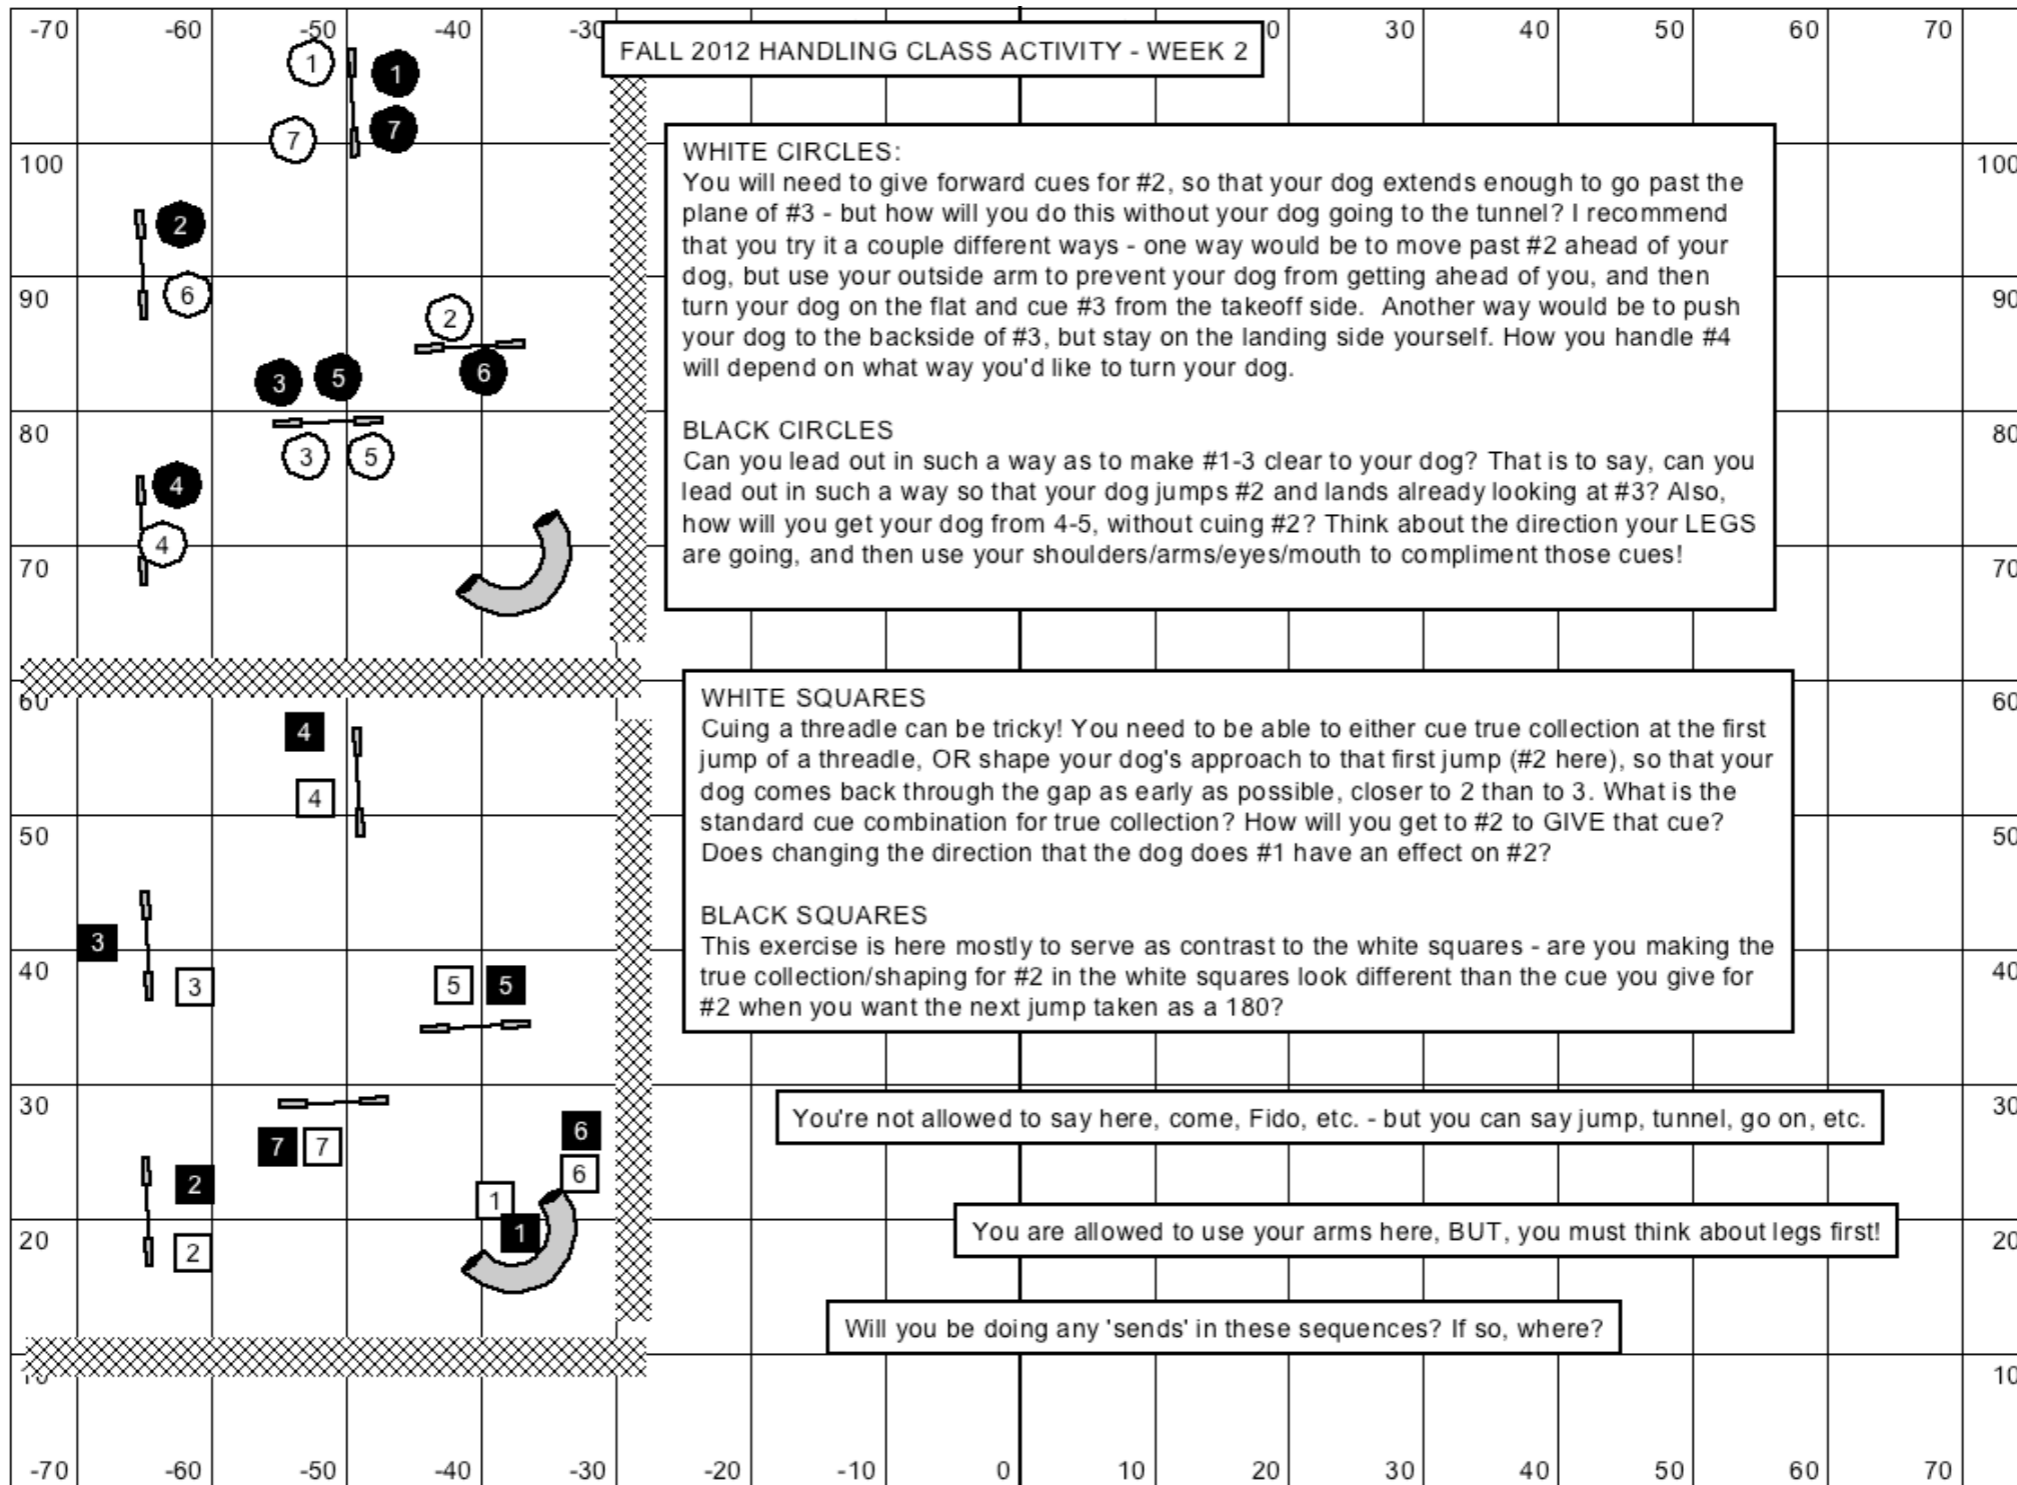 -70 -60 -50 -40 -30 0 30 40 50 60 70
FALL 2012 HANDLING CLASS ACTIVITY - WEEK 2
1
1
7
7
100
100
WHITE CIRCLES:
You will need to give forward cues for #2, so that your dog extends enough to go past the
plane of #3 - but how will you do this without your dog going to the tunnel? I recommend
that you try it a couple different ways - one way would be to move past #2 ahead of your
dog, but use your outside arm to prevent your dog from getting ahead of you, and then
turn your dog on the flat and cue #3 from the takeoff side. Another way would be to push
your dog to the backside of #3, but stay on the landing side yourself. How you handle #4
will depend on what way you'd like to turn your dog.
BLACK CIRCLES
Can you lead out in such a way as to make #1-3 clear to your dog? That is to say, can you
lead out in such a way so that your dog jumps #2 and lands already looking at #3? Also,
how will you get your dog from 4-5, without cuing #2? Think about the direction your LEGS
are going, and then use your shoulders/arms/eyes/mouth to compliment those cues!
2
6
90
90
2
3 5 6
80
80
3 5
4
4
70
70
60
60
WHITE SQUARES
Cuing a threadle can be tricky! You need to be able to either cue true collection at the first
jump of a threadle, OR shape your dog's approach to that first jump (#2 here), so that your
dog comes back through the gap as early as possible, closer to 2 than to 3. What is the
standard cue combination for true collection? How will you get to #2 to GIVE that cue?
Does changing the direction that the dog does #1 have an effect on #2?
BLACK SQUARES
This exercise is here mostly to serve as contrast to the white squares - are you making the
true collection/shaping for #2 in the white squares look different than the cue you give for
#2 when you want the next jump taken as a 180?
4
4
50
50
3
3
40
40
5 5
30
30
You're not allowed to say here, come, Fido, etc. - but you can say jump, tunnel, go on, etc.
6
7 7
6
2
1
1
2
20
20
You are allowed to use your arms here, BUT, you must think about legs first!
Will you be doing any 'sends' in these sequences? If so, where?
10
10
-70 -60 -50 -40 -30 -20 -10 0 10 20 30 40 50 60 70